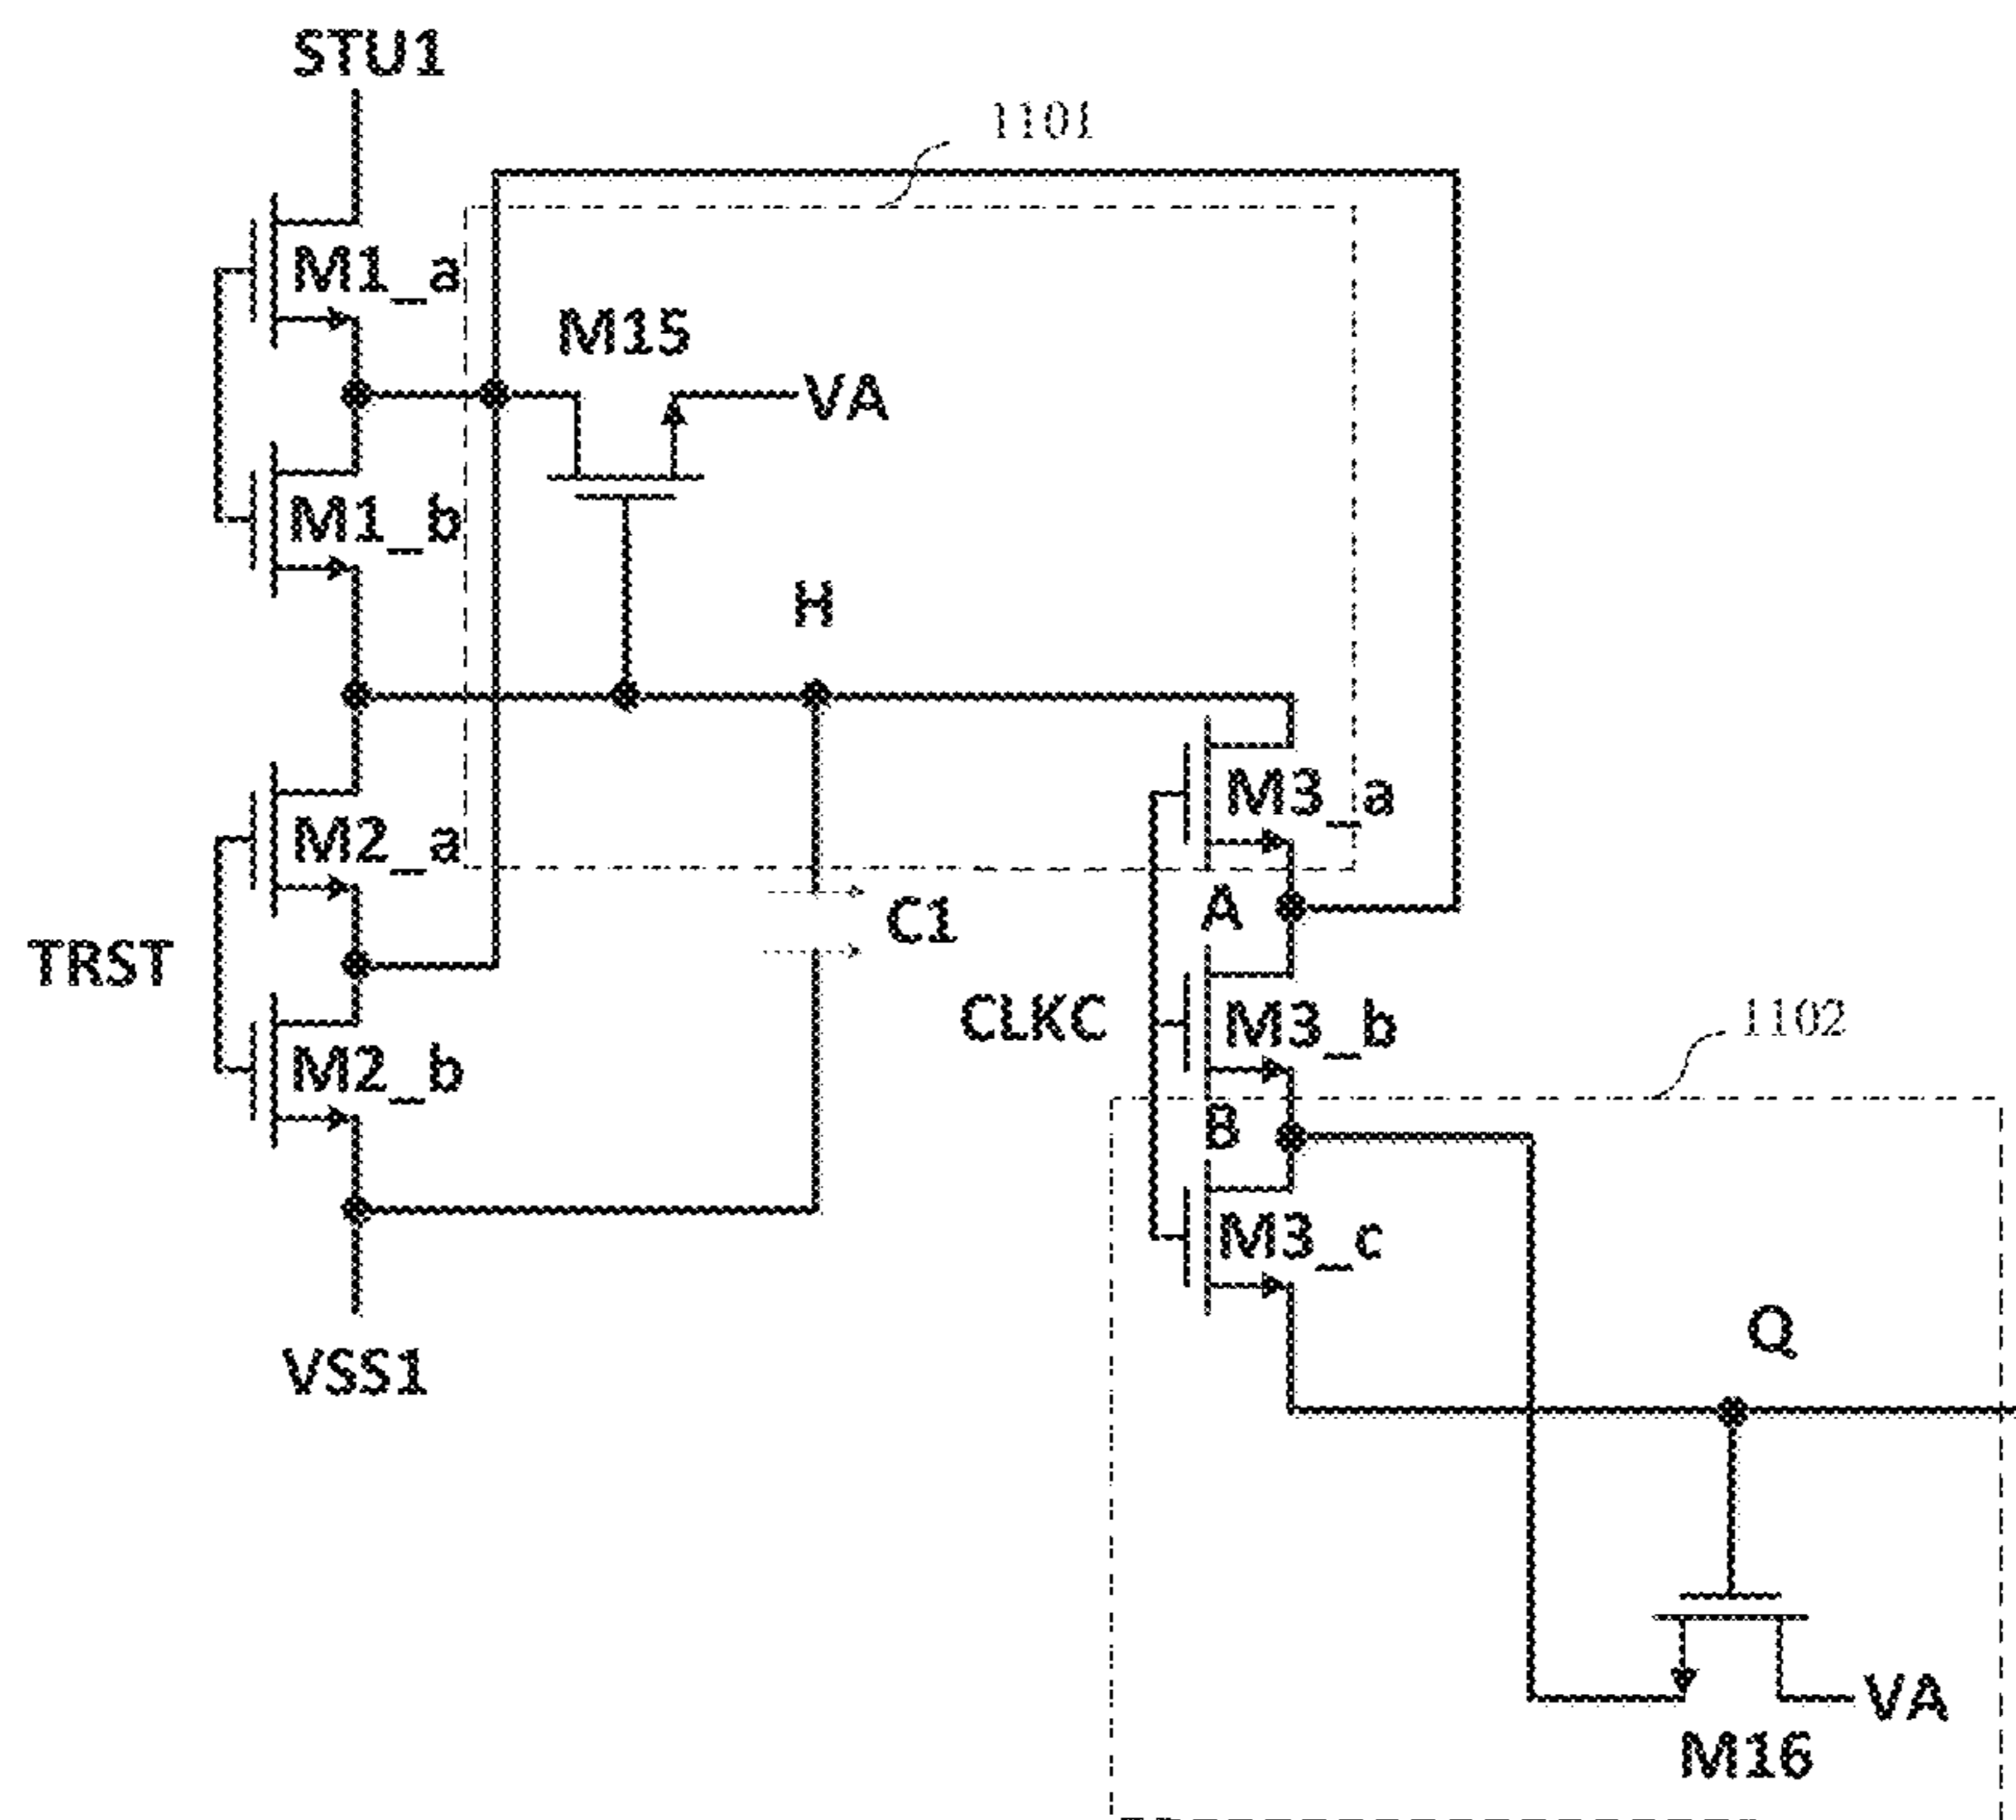 STU1
1101
M1_a
M15
VA
M1_b
H
M3_a
M2_a
A
C1
TRST
CLKC
M3_b
1102
M2_b
B
M3_c
Q
VSS1
VA
M16